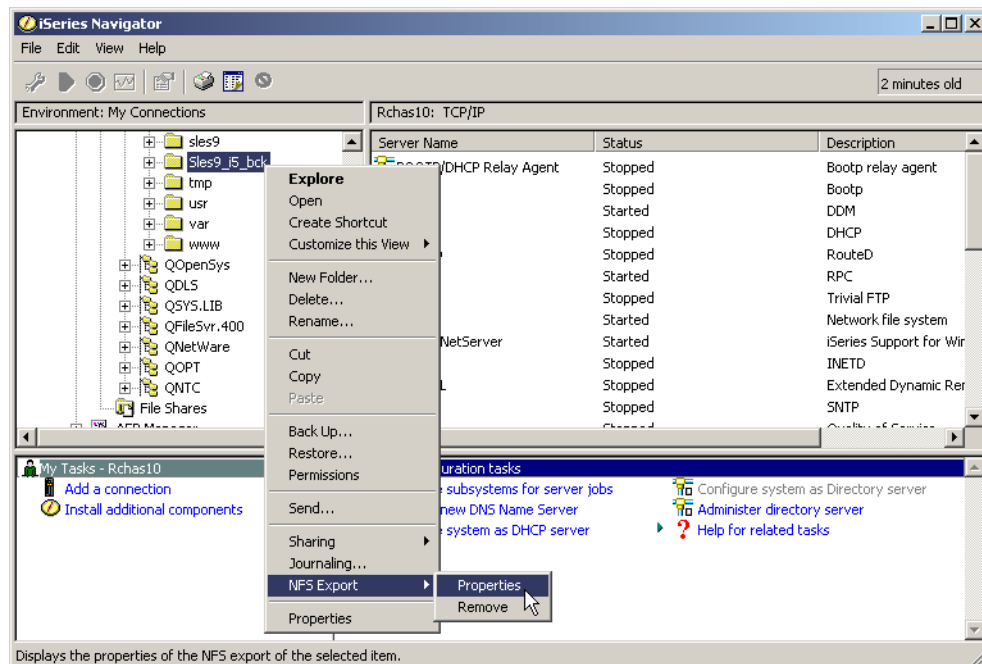 iSeries Navigator
File Edit View Help
2 minutes old
Environment: My Connections
Rchas10: TCP/IP
sles9
Sles9_i5_bck
tmp
usr
var
www
QOpenSys
QDLS
QSYS.LIB
QFileSvr.400
QNetWare
QOPT
QNTC
File Shares
AFP Manager
Server Name Status Description
BOOTP/DHCP Relay Agent Stopped Bootp relay agent
Stopped Bootp
Started DDM
Stopped DHCP
Stopped RouteD
Started RPC
Stopped Trivial FTP
Started Network file system
NetServer Started iSeries Support for Wir
Stopped INETD
Stopped Extended Dynamic Rer
Stopped SNTP
Stopped Quality of Service
Explore
Open
Create Shortcut
Customize this View
New Folder...
Delete...
Rename...
Cut
Copy
Paste
Back Up...
Restore...
Permissions
Send...
Sharing
Journaling...
NFS Export
Properties
Properties
Remove
My Tasks - Rchas10
Add a connection
Install additional components
uration tasks
subsystems for server jobs
new DNS Name Server
system as DHCP server
Configure system as Directory server
Administer directory server
Help for related tasks
Displays the properties of the NFS export of the selected item.